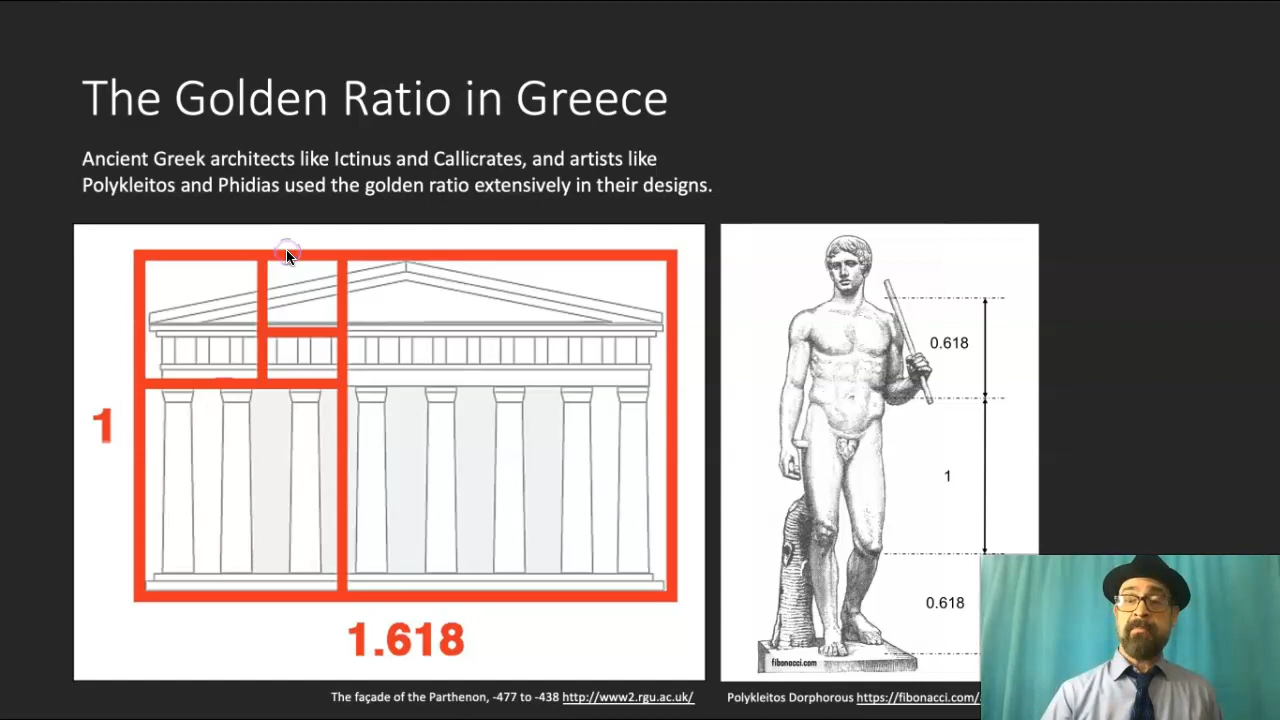 The Golden Ratio in Greece
Ancient Greek architects like Ictinus and Callicrates, and artists like
Polykleitos and Phidias used the golden ratio extensively in their designs.
1
1.618
0.618
1
0.618
fibonacci.com
The façade of the Parthenon, -477 to -438 http://www2.rgu.ac.uk/
Polykleitos Dorphorous https://fibonacci.com/